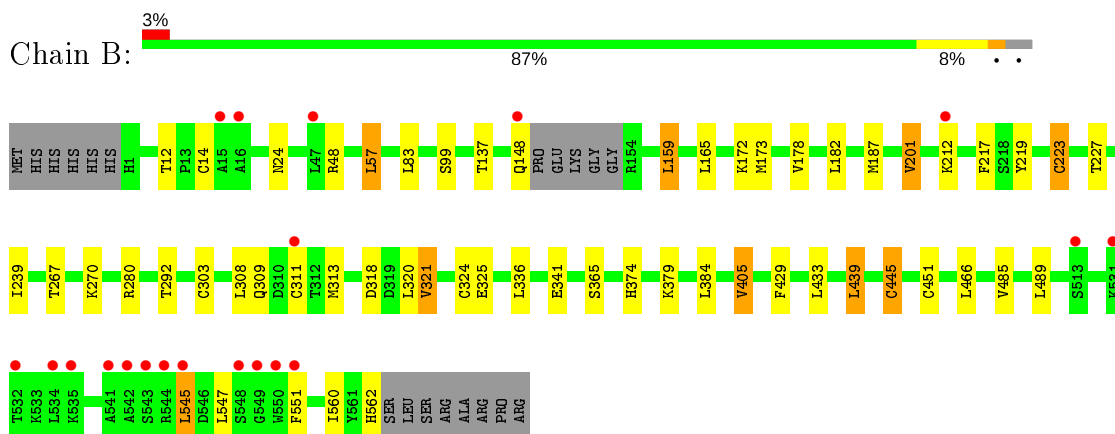 3%
Chain B:
87% 8% • •
MET HIS HIS HIS HIS HIS H1 T12 P13 C14 A15 A16 N24 L47 R48 L57 L83 S99 T137 Q148 PRO GLU LYS GLY GLY R154 L159 L165 K172 M173 V178 L182 M187 V201 K212 F217 S218 Y219 C223 T227
I239 T267 K270 R280 T292 C303 L308 Q309 D310 C311 T312 M313 D318 D319 L320 V321 C324 E325 L336 E341 S365 H374 K379 L384 V405 F429 L433 L439 C445 C451 L466 V485 L489 S513 K531
T532 K533 L534 K535 A541 A542 S543 R544 L545 D546 L547 S548 G549 W550 F551 I560 Y561 H562 SER LEU SER ARG ALA ARG PRO ARG